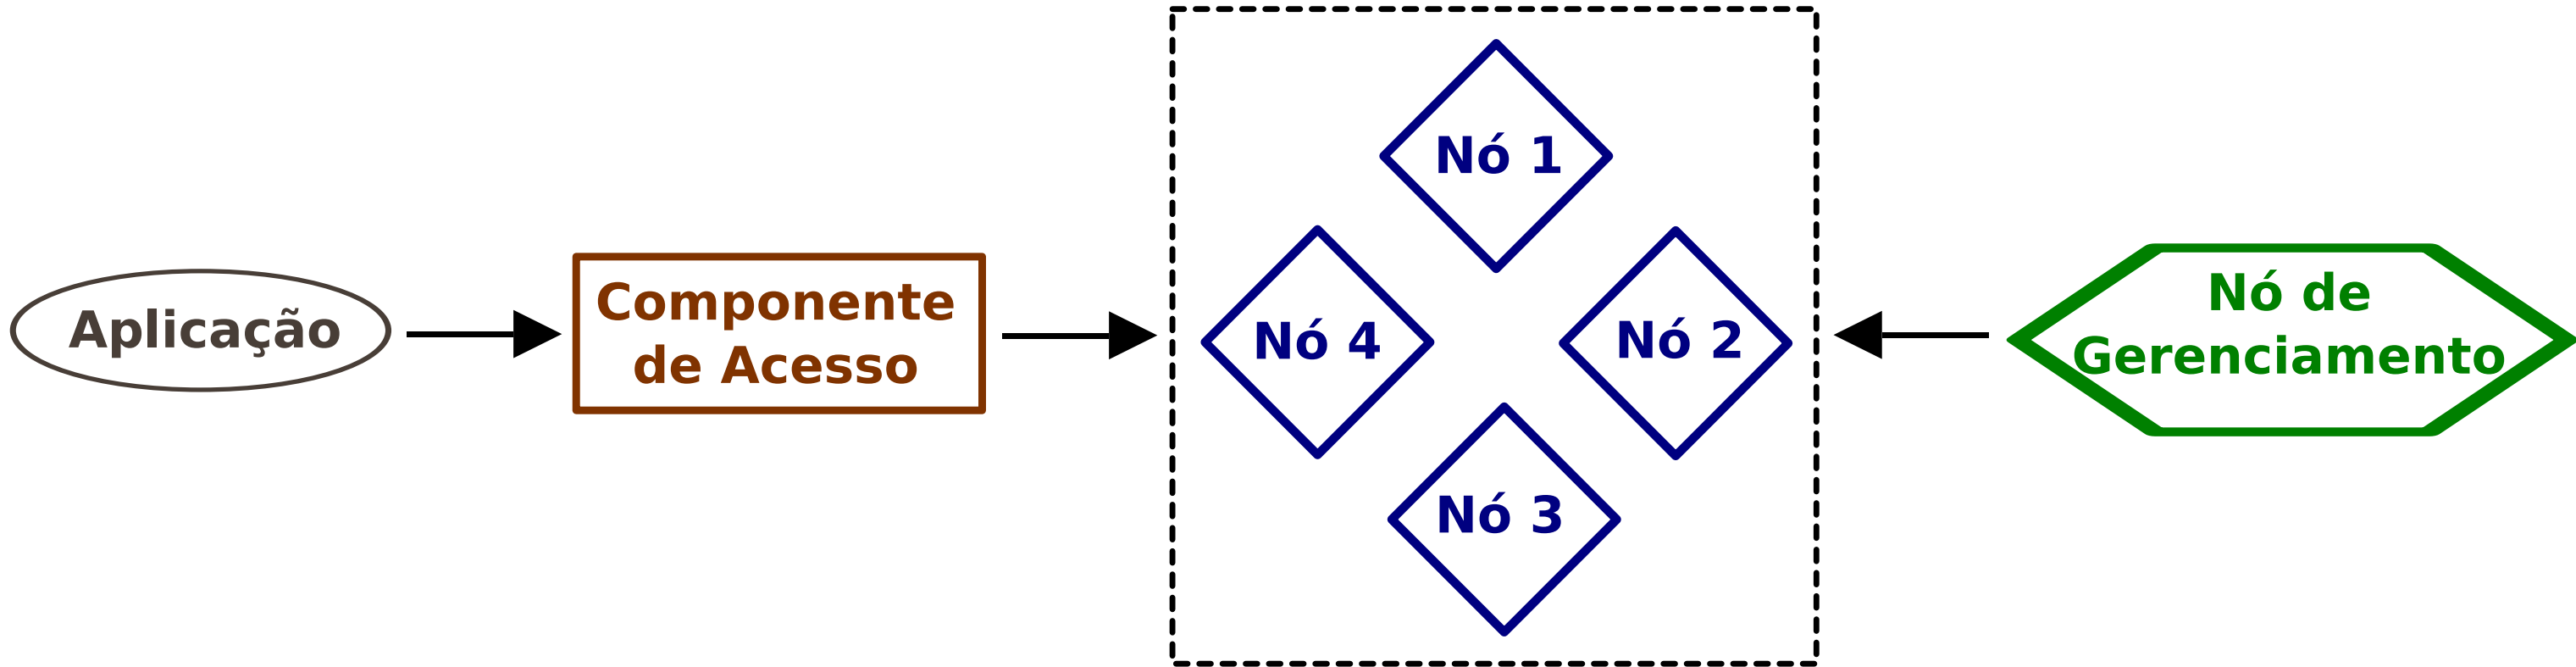 Aplicação
Componente
de Acesso
Nó 1
Nó 4
Nó 2
Nó 3
Nó de
Gerenciamento